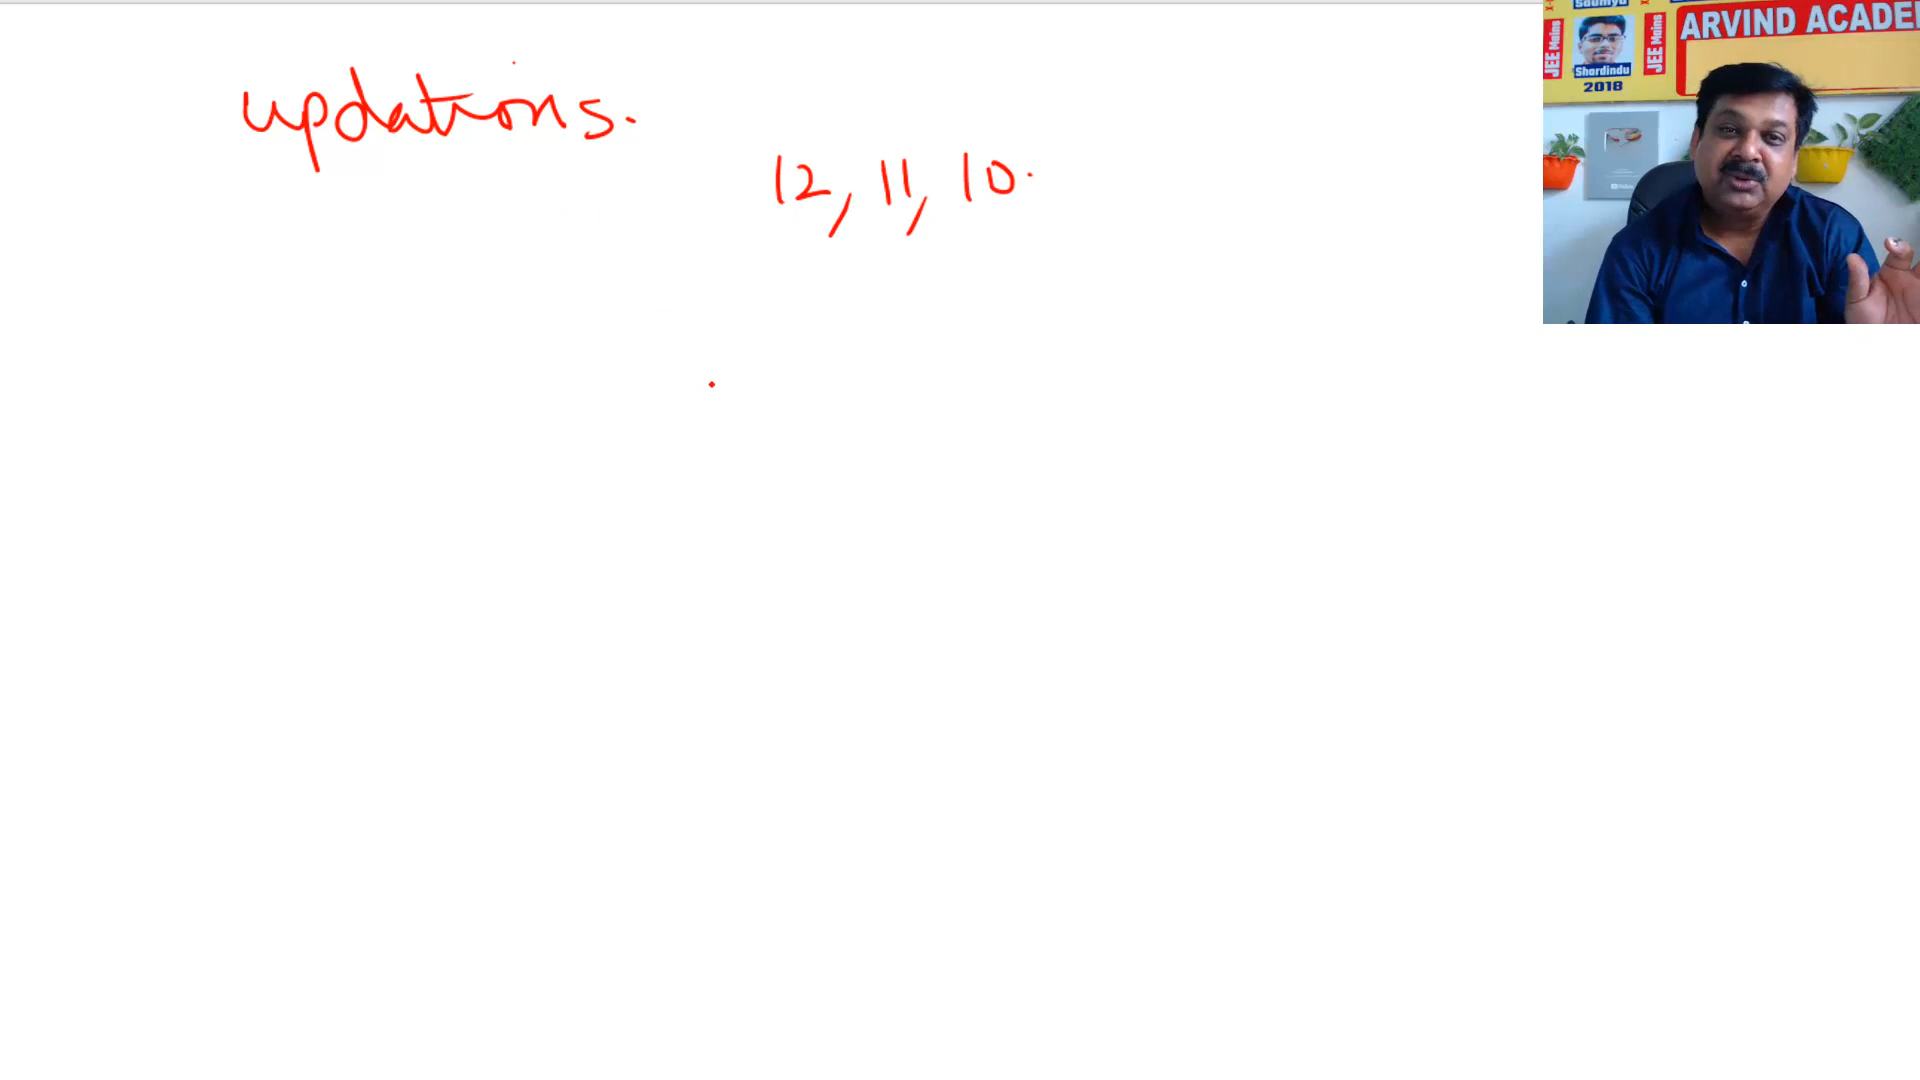 updations.
12, 11, 10.
ARVIND ACADE
JEE Mains
Shardindu
2018
JEE Mains